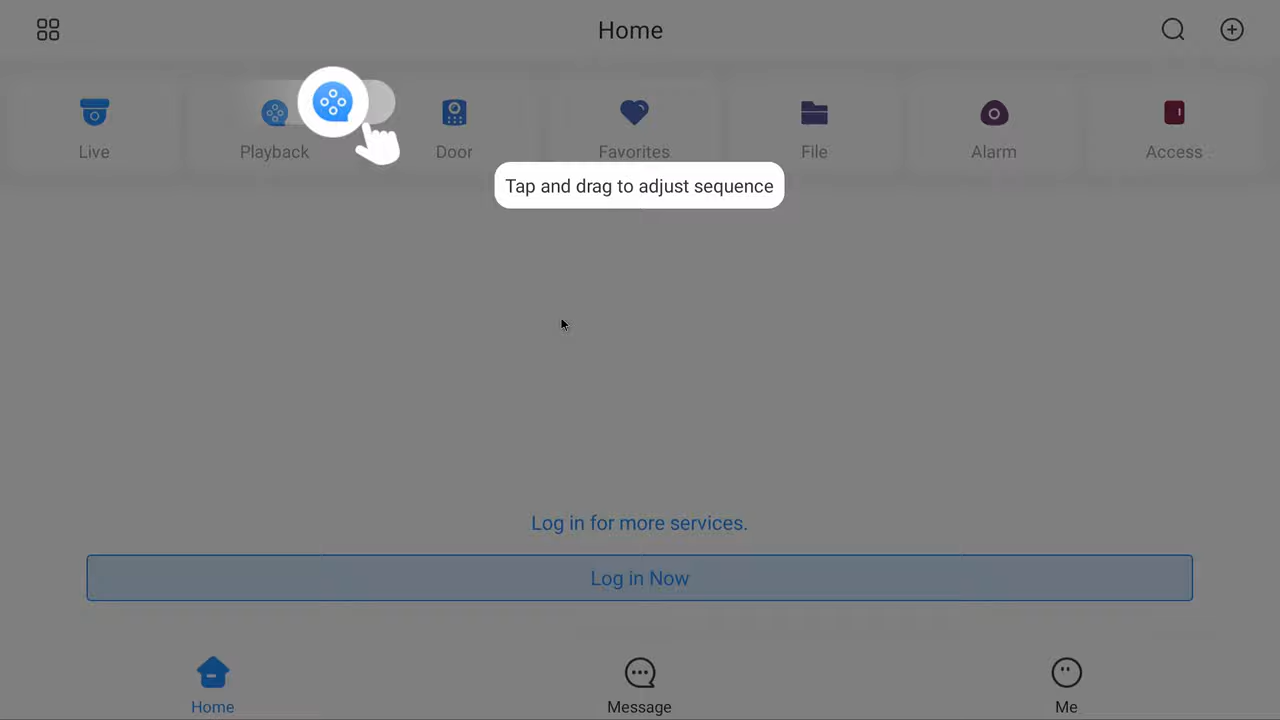 Home
Live
Playback
Door
Favorites
File
Alarm
Access
Tap and drag to adjust sequence
Log in for more services.
Log in Now
Home
Message
Me